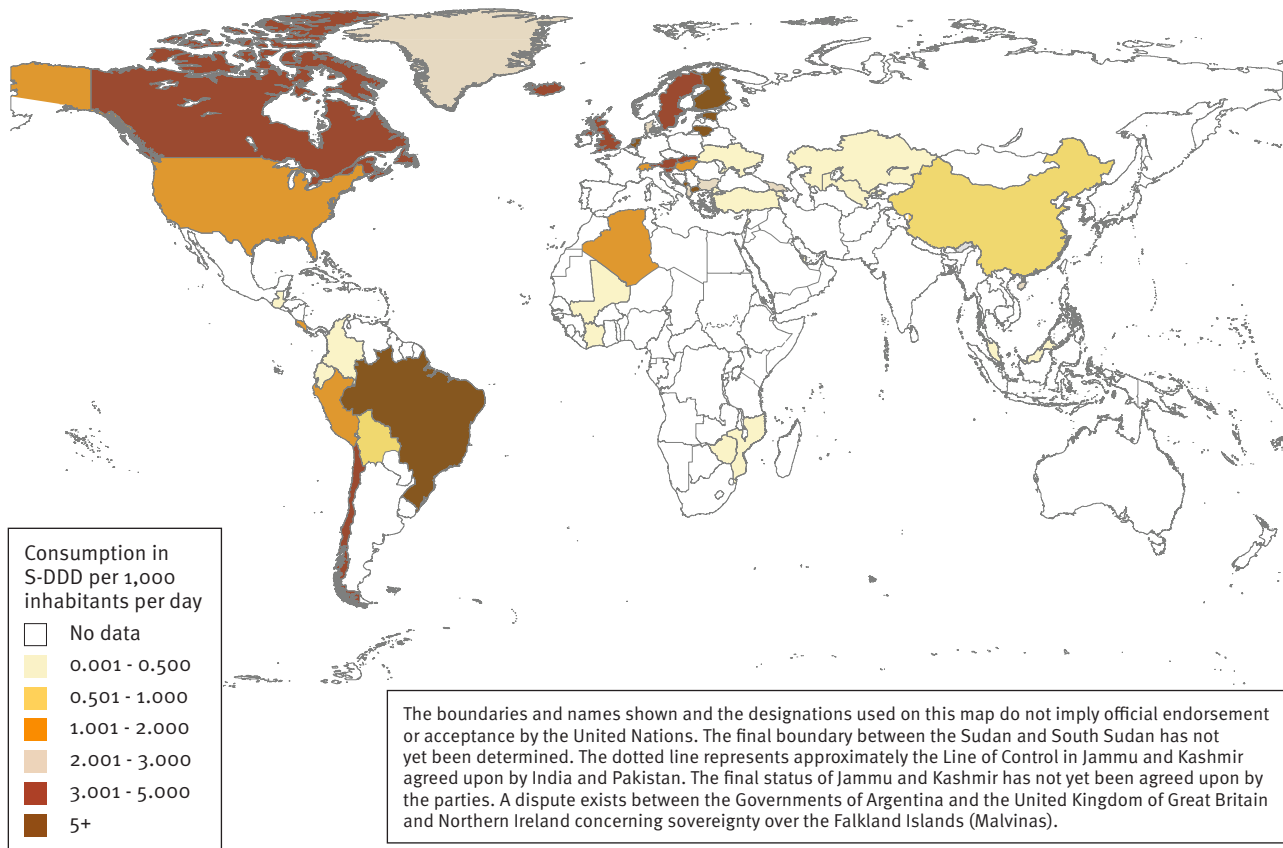 Consumption in
S-DDD per 1,000
inhabitants per day
No data
0.001 - 0.500
0.501 - 1.000
1.001 - 2.000
2.001 - 3.000
3.001 - 5.000
5+
The boundaries and names shown and the designations used on this map do not imply official endorsement
or acceptance by the United Nations. The final boundary between the Sudan and South Sudan has not
yet been determined. The dotted line represents approximately the Line of Control in Jammu and Kashmir
agreed upon by India and Pakistan. The final status of Jammu and Kashmir has not yet been agreed upon by
the parties. A dispute exists between the Governments of Argentina and the United Kingdom of Great Britain
and Northern Ireland concerning sovereignty over the Falkland Islands (Malvinas).